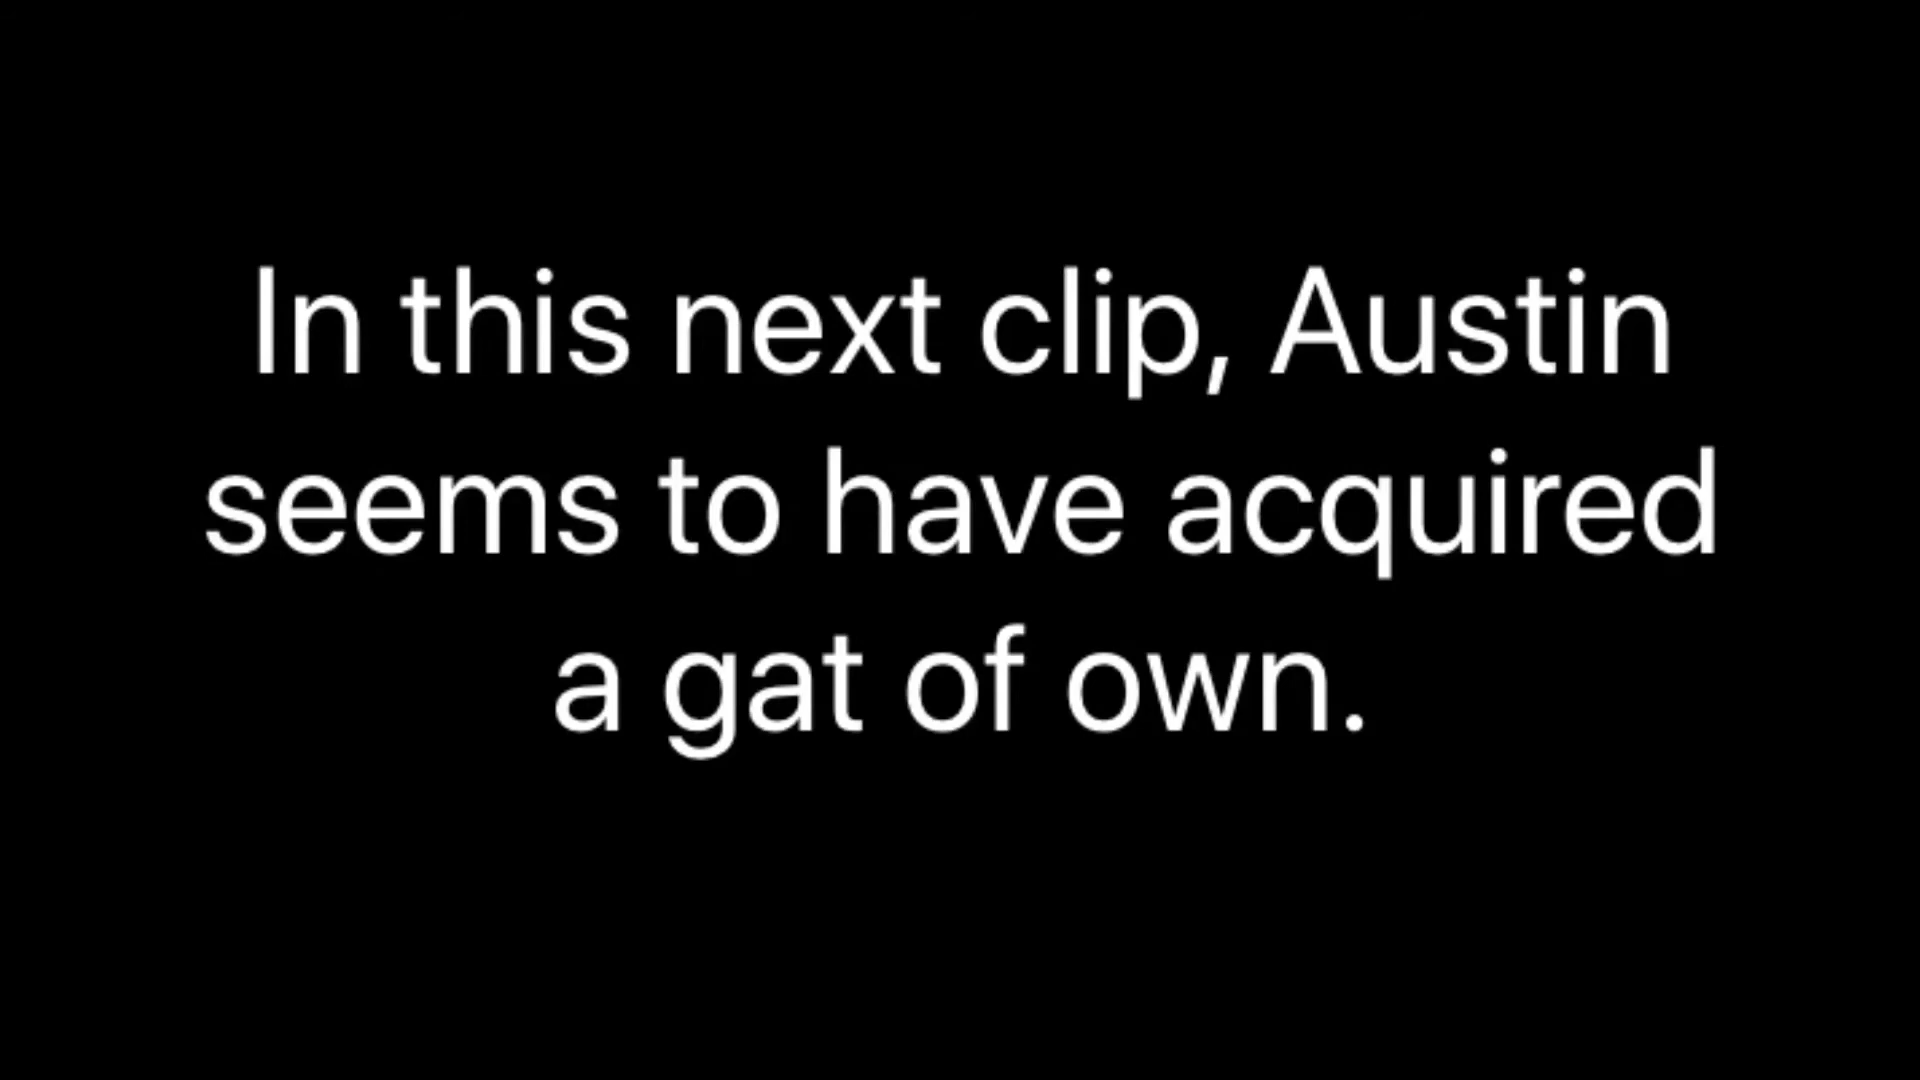 In this next clip, Austin
seems to have acquired
a gat of own.